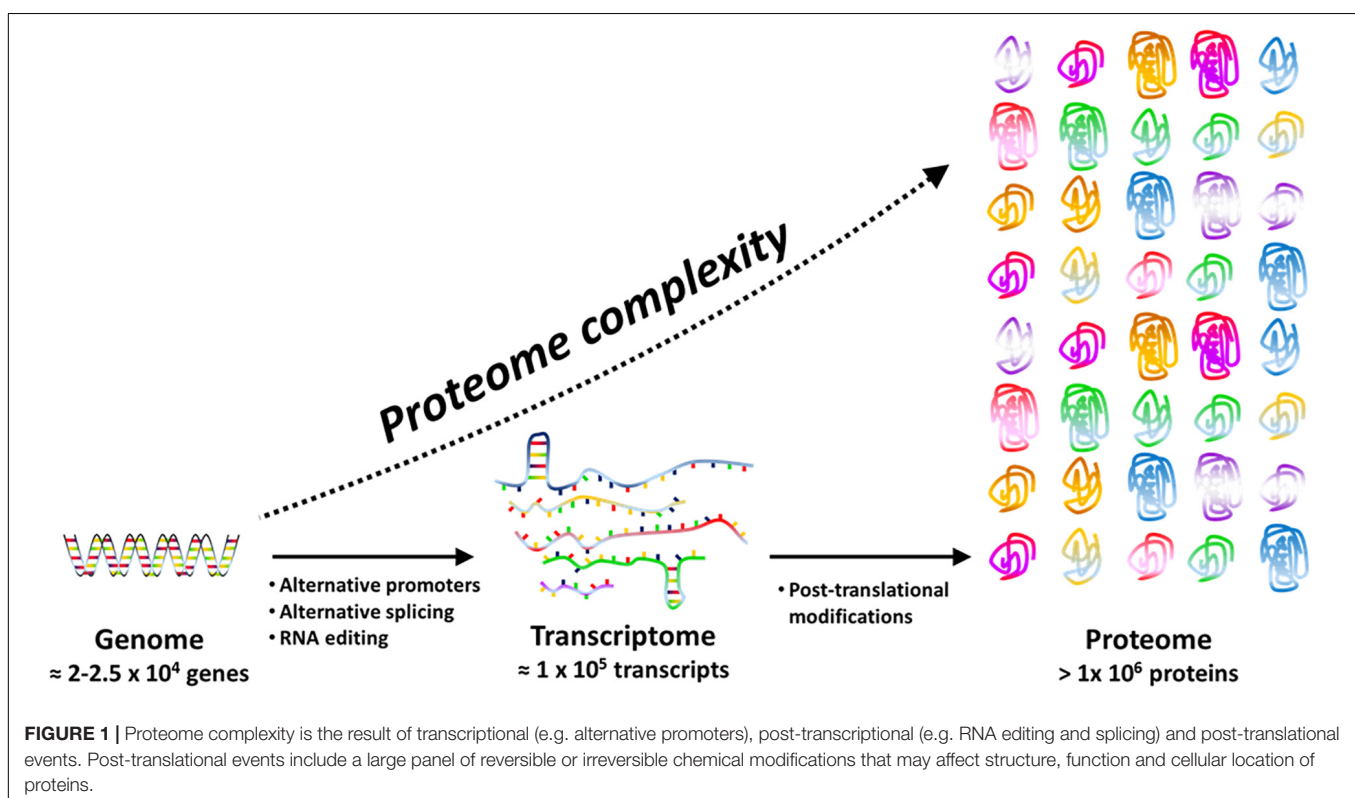 Proteome complexity
• Alternative promoters
• Alternative splicing
• RNA editing
• Post-translational
modifications
Genome
≈ 2-2.5 x 10⁴ genes
Transcriptome
≈ 1 x 10⁵ transcripts
Proteome
> 1x 10⁶ proteins
FIGURE 1 | Proteome complexity is the result of transcriptional (e.g. alternative promoters), post-transcriptional (e.g. RNA editing and splicing) and post-translational
events. Post-translational events include a large panel of reversible or irreversible chemical modifications that may affect structure, function and cellular location of
proteins.